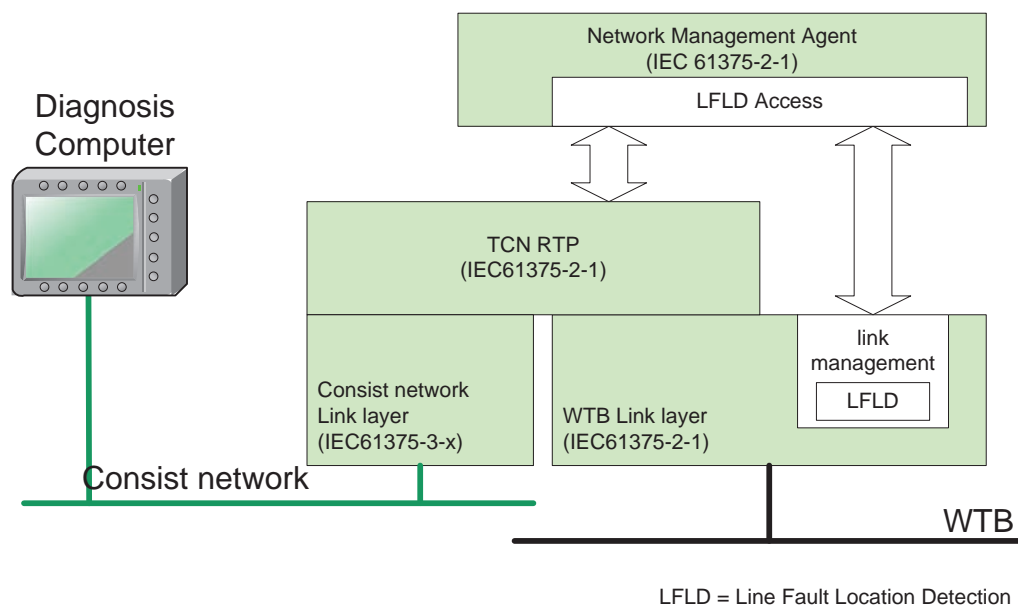 Network Management Agent
(IEC 61375-2-1)
LFLD Access
Diagnosis
Computer
TCN RTP
(IEC61375-2-1)
link
management
LFLD
Consist network
Link layer
(IEC61375-3-x)
WTB Link layer
(IEC61375-2-1)
Consist network
WTB
LFLD = Line Fault Location Detection